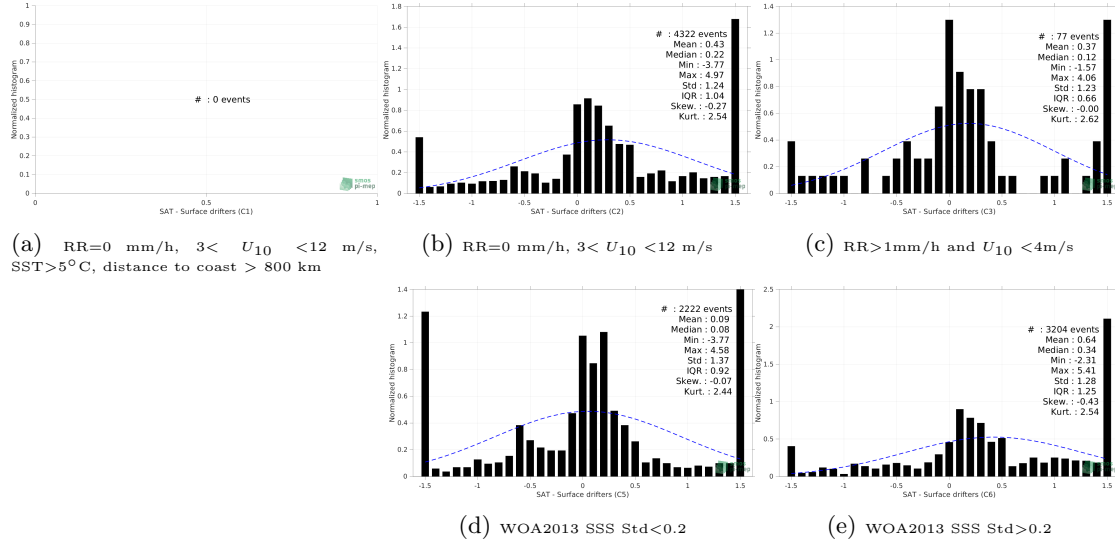 1
0.9
0.8
0.7
0.6
0.5
0.4
0.3
0.2
0.1
0
Normalized histogram
# : 0 events
smos
pi-mep
0 0.5 1
SAT - Surface drifters (C1)
(a) RR=0 mm/h, 3< U10 <12 m/s,
SST>5°C, distance to coast > 800 km
1.8
1.6
1.4
1.2
1
0.8
0.6
0.4
0.2
0
Normalized histogram
# : 4322 events
Mean : 0.43
Median : 0.22
Min : -3.77
Max : 4.97
Std : 1.24
IQR : 1.04
Skew. : -0.27
Kurt. : 2.54
-1.5 -1 -0.5 0 0.5 1 1.5
SAT - Surface drifters (C2)
(b) RR=0 mm/h, 3< U10 <12 m/s
1.4
1.2
1
0.8
0.6
0.4
0.2
0
Normalized histogram
# : 77 events
Mean : 0.37
Median : 0.12
Min : -1.57
Max : 4.06
Std : 1.23
IQR : 0.66
Skew. : -0.00
Kurt. : 2.62
-1.5 -1 -0.5 0 0.5 1 1.5
SAT - Surface drifters (C3)
(c) RR>1mm/h and U10 <4m/s
1.4
1.2
1
0.8
0.6
0.4
0.2
0
Normalized histogram
# : 2222 events
Mean : 0.09
Median : 0.08
Min : -3.77
Max : 4.58
Std : 1.37
IQR : 0.92
Skew. : -0.07
Kurt. : 2.44
-1.5 -1 -0.5 0 0.5 1 1.5
SAT - Surface drifters (C5)
(d) WOA2013 SSS Std<0.2
2.5
2
1.5
1
0.5
0
Normalized histogram
# : 3204 events
Mean : 0.64
Median : 0.34
Min : -2.31
Max : 5.41
Std : 1.28
IQR : 1.25
Skew. : -0.43
Kurt. : 2.54
-1.5 -1 -0.5 0 0.5 1 1.5
SAT - Surface drifters (C6)
(e) WOA2013 SSS Std>0.2